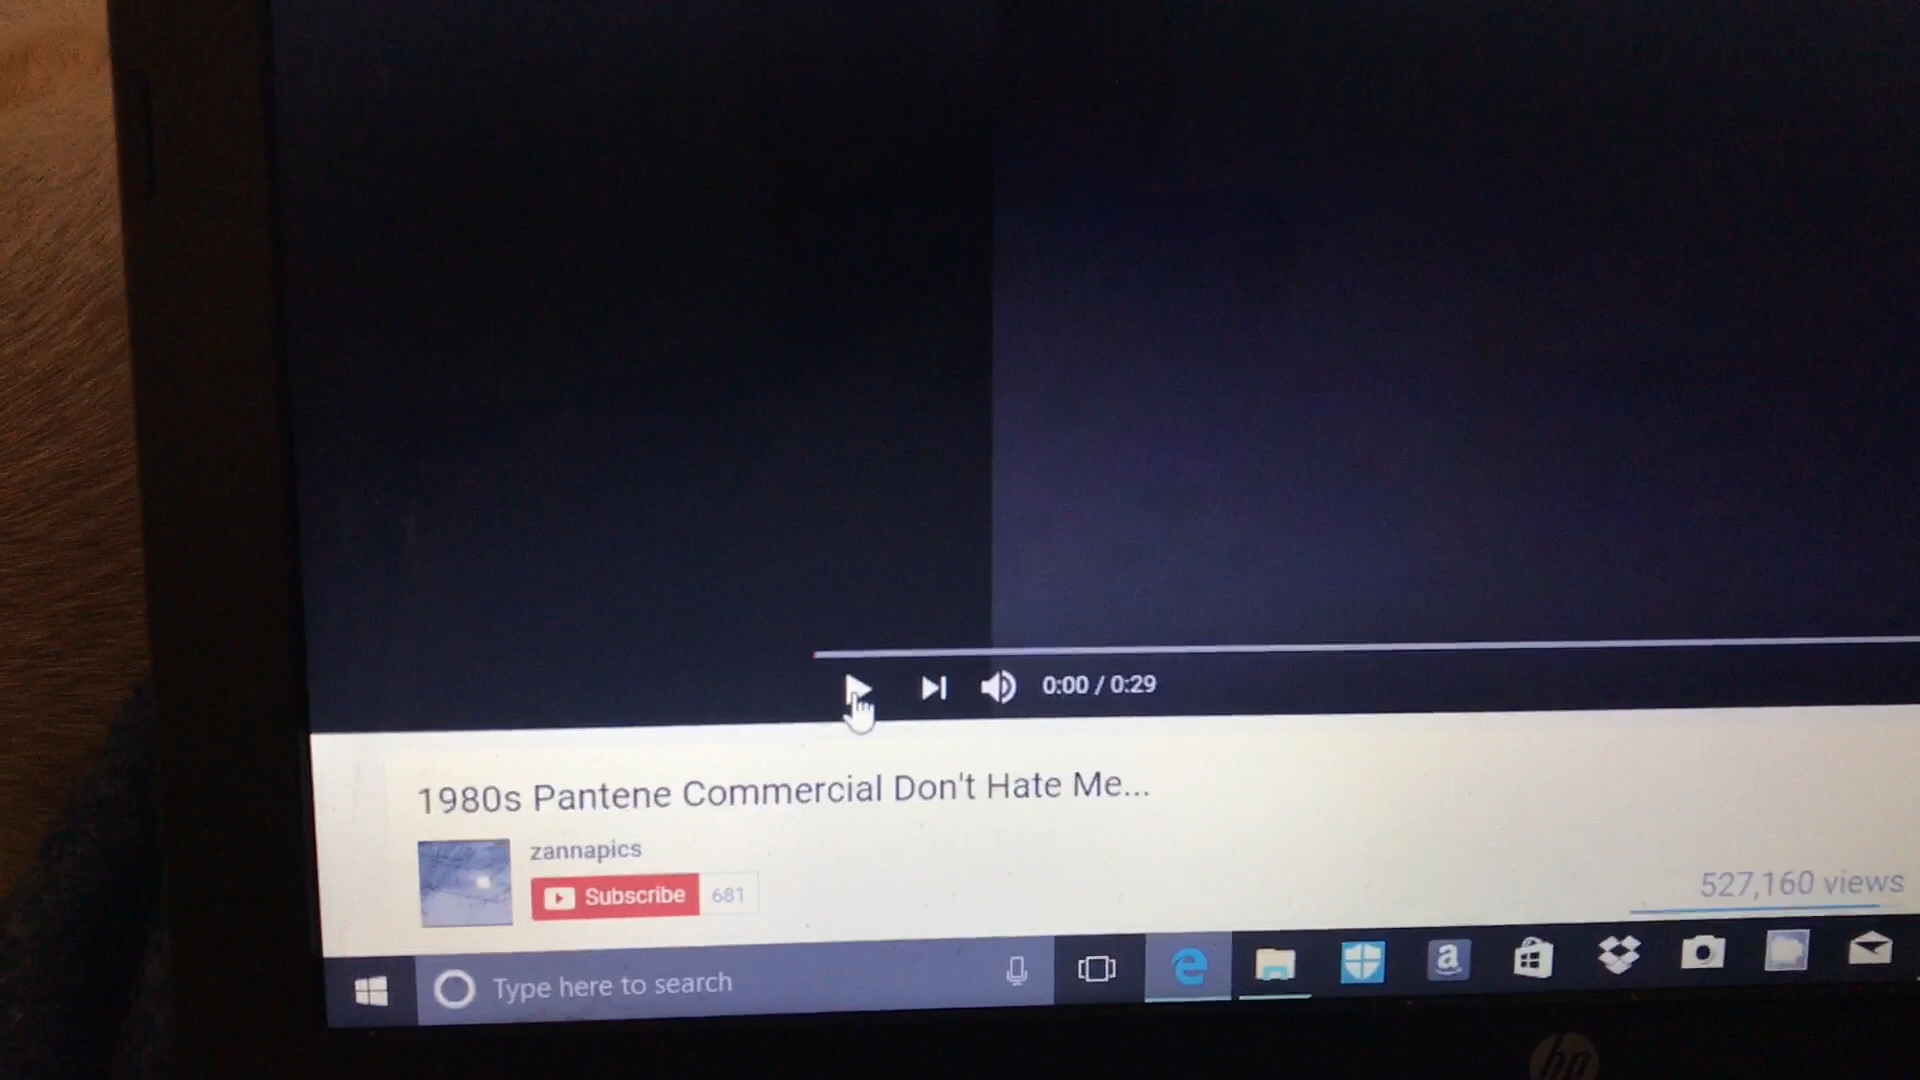 0:00 / 0:29
1980s Pantene Commercial Don't Hate Me...
zannapics
Subscribe 681
527,160 views
Type here to search
a
hp